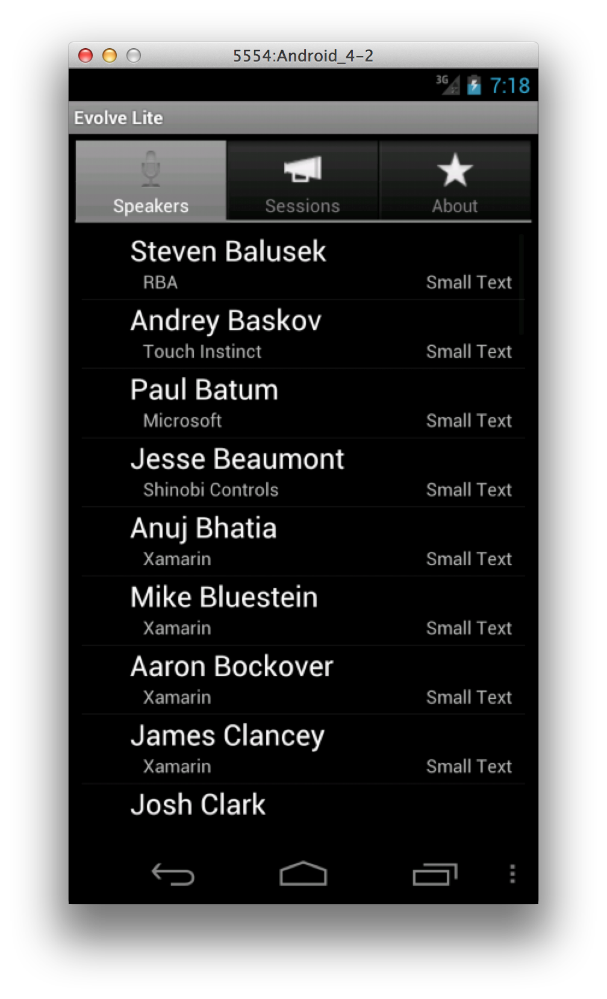 5554:Android_4-2
3G 7:18
Evolve Lite
Speakers Sessions About
Steven Balusek
RBA Small Text
Andrey Baskov
Touch Instinct Small Text
Paul Batum
Microsoft Small Text
Jesse Beaumont
Shinobi Controls Small Text
Anuj Bhatia
Xamarin Small Text
Mike Bluestein
Xamarin Small Text
Aaron Bockover
Xamarin Small Text
James Clancey
Xamarin Small Text
Josh Clark